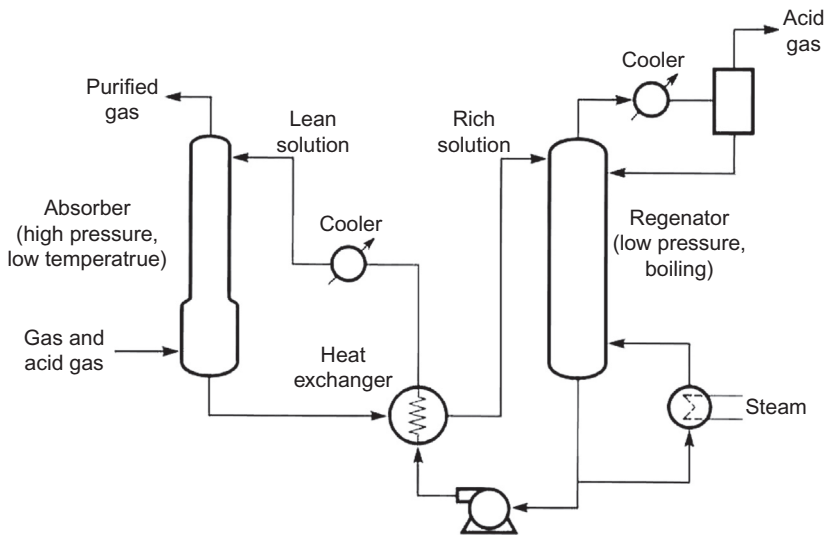 Acid
gas
Cooler
Purified
gas
Lean
solution
Rich
solution
Absorber
(high pressure,
low temperatrue)
Cooler
Regenator
(low pressure,
boiling)
Gas and
acid gas
Heat
exchanger
Steam